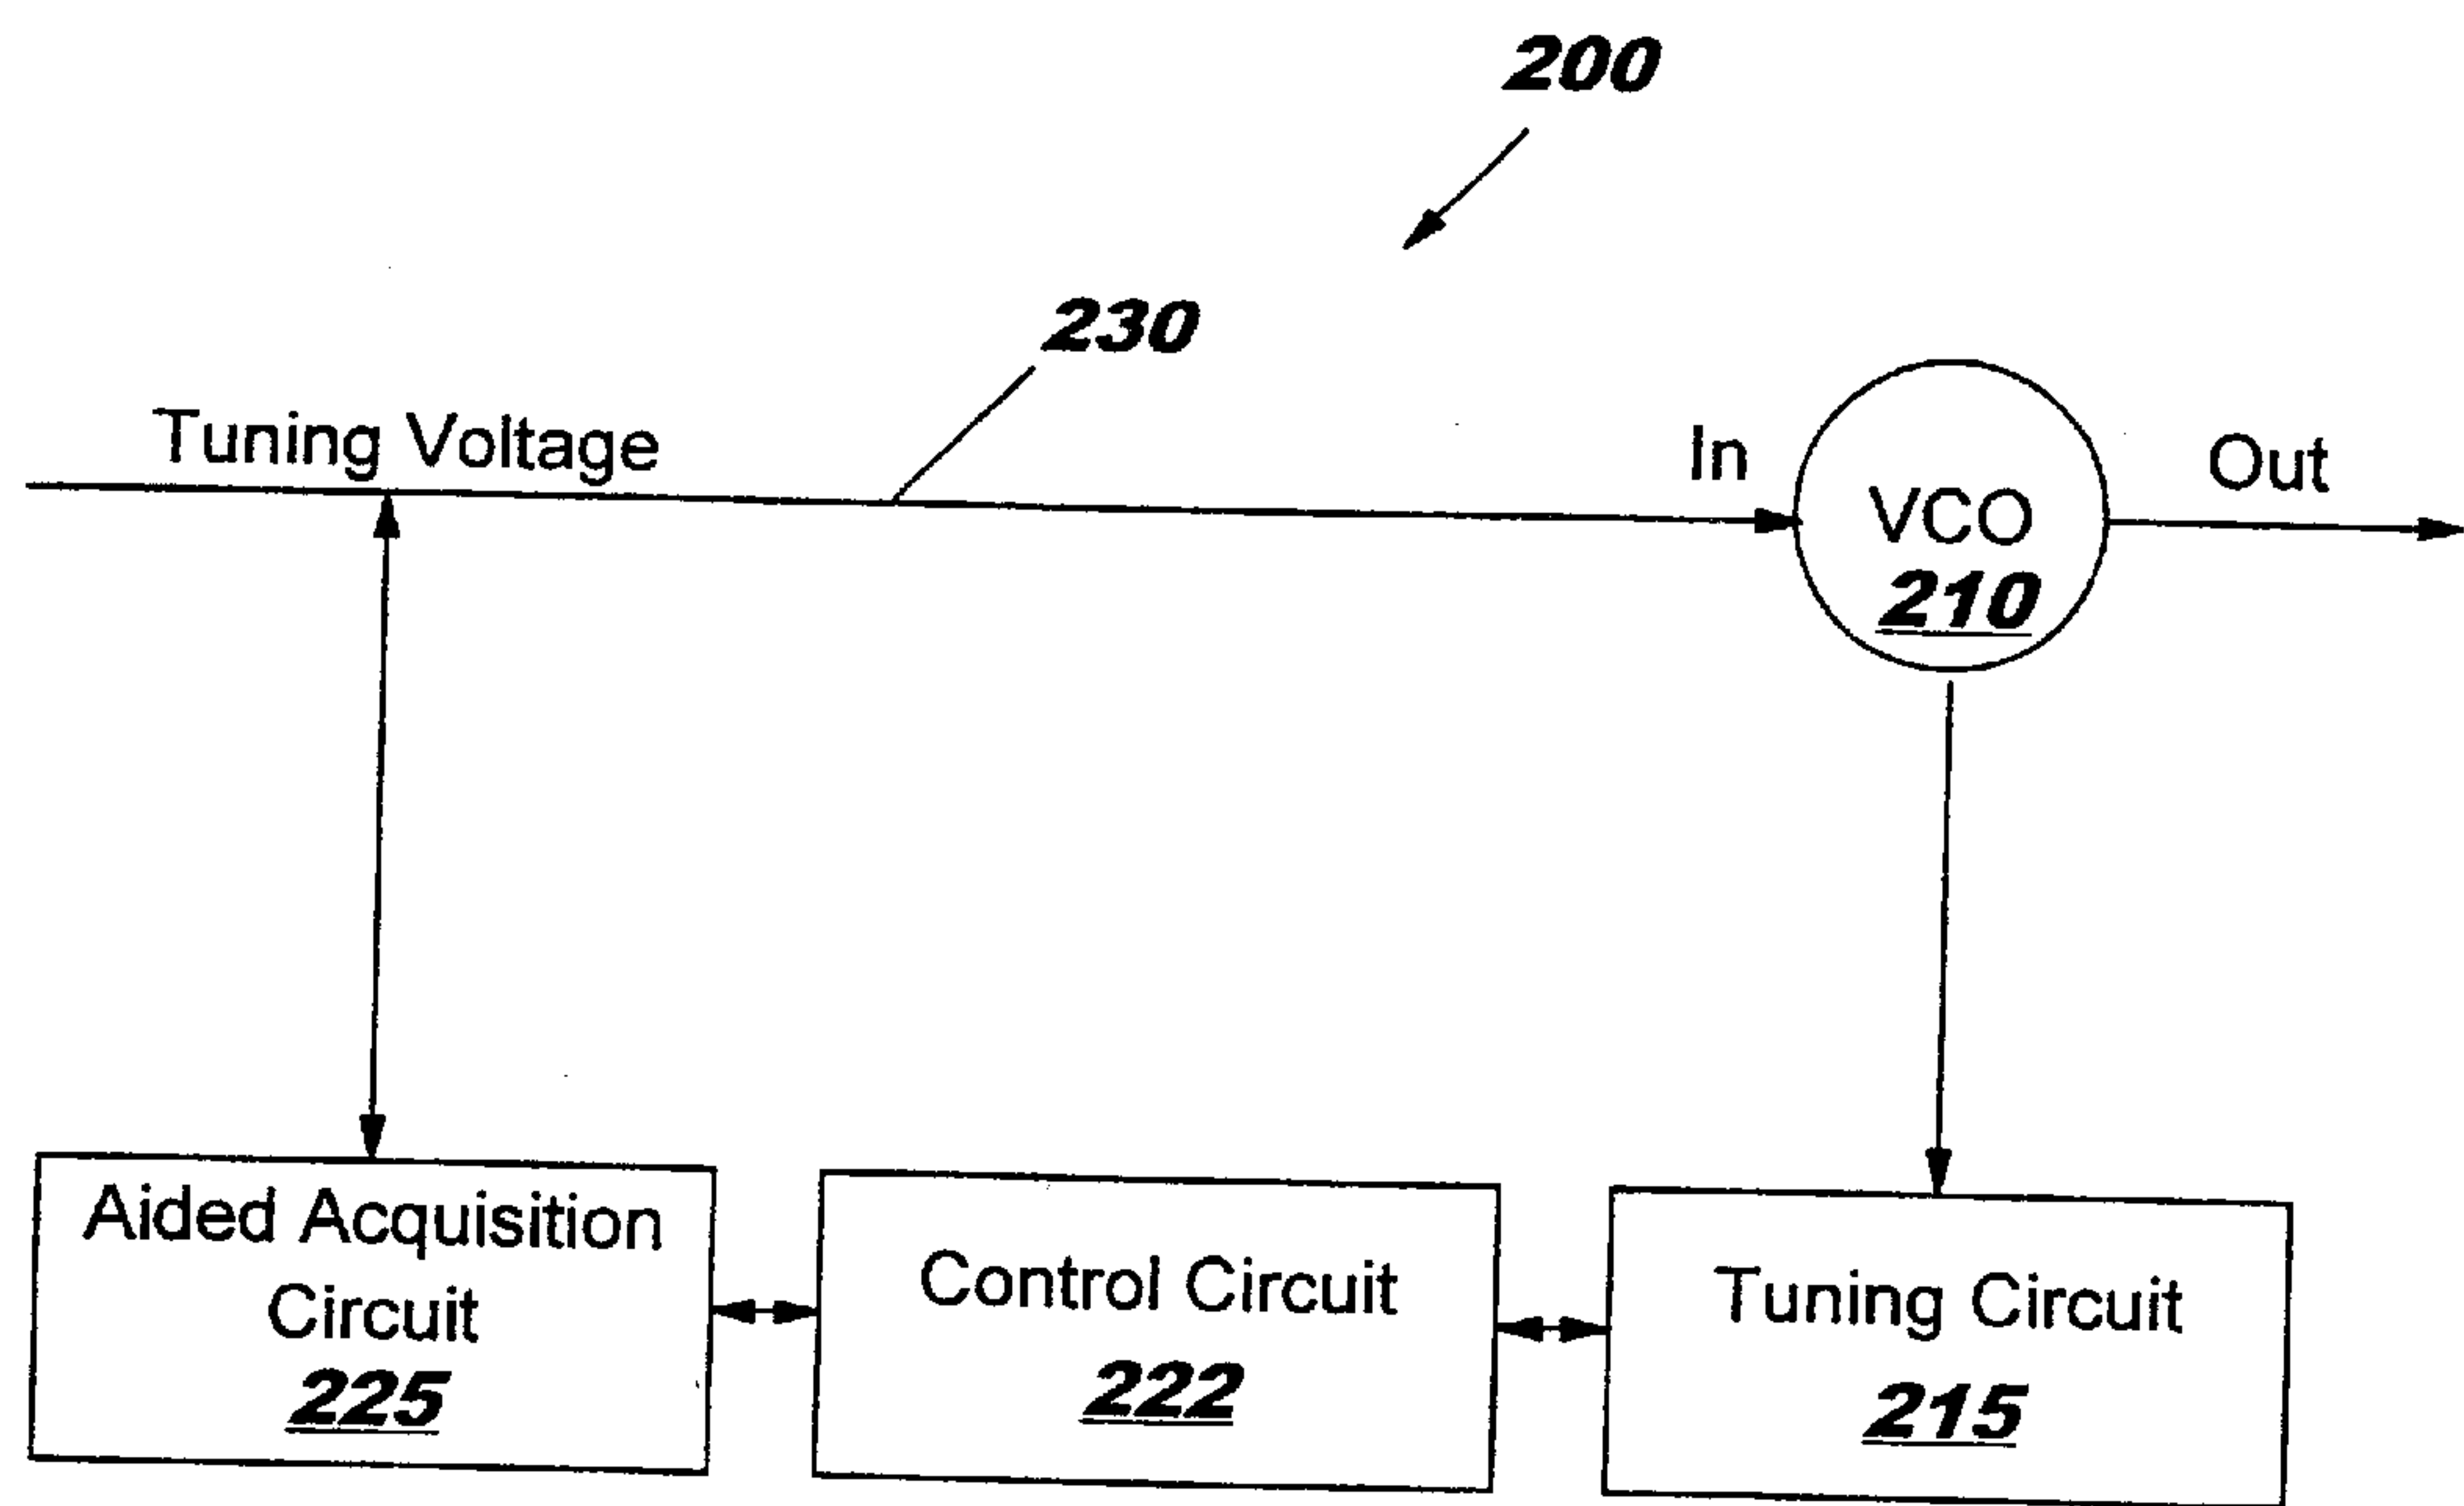 200
230
Tuning Voltage
In
Out
VCO
210
Aided Acquisition
Circuit
225
Control Circuit
222
Tuning Circuit
215